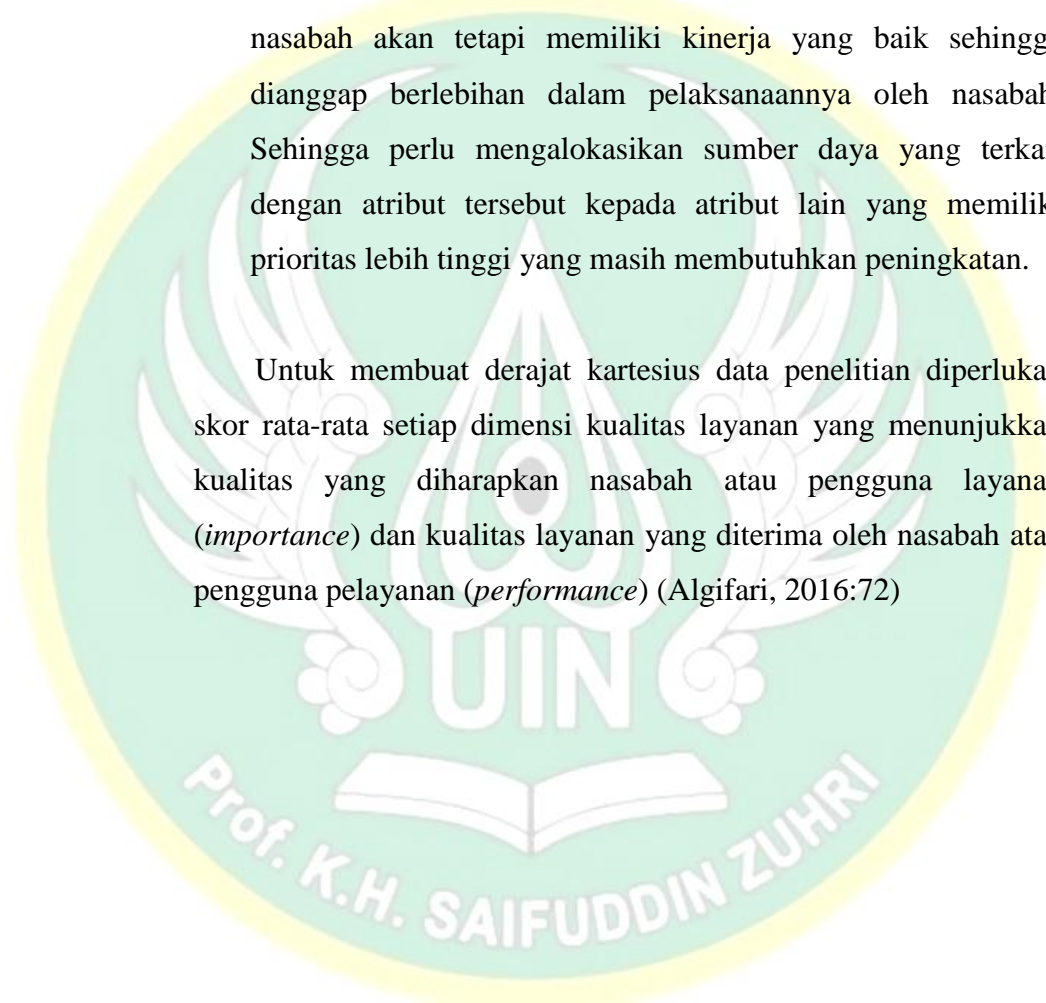 nasabah akan tetapi memiliki kinerja yang baik sehingg
dianggap berlebihan dalam pelaksanaannya oleh nasabah
Sehingga perlu mengalokasikan sumber daya yang terka
dengan atribut tersebut kepada atribut lain yang memilik
prioritas lebih tinggi yang masih membutuhkan peningkatan.
Untuk membuat derajat kartesius data penelitian diperluka
skor rata-rata setiap dimensi kualitas layanan yang menunjukka
kualitas yang diharapkan nasabah atau pengguna layana
(importance) dan kualitas layanan yang diterima oleh nasabah ata
pengguna pelayanan (performance) (Algifari, 2016:72)
UIN
Prof. K.H. SAIFUDDIN ZUHRI